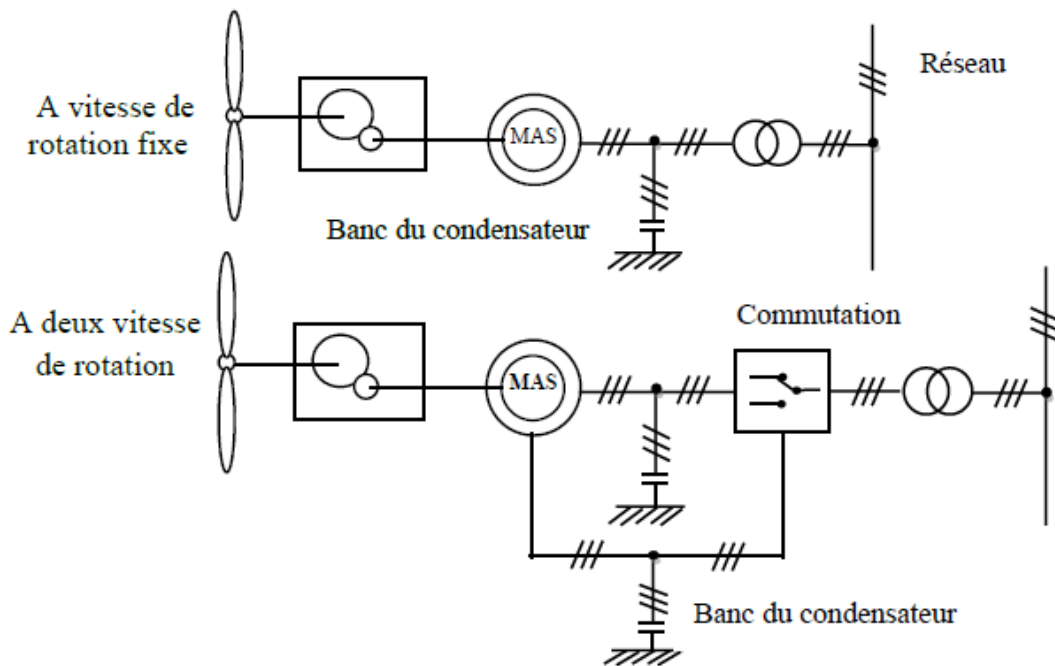 Réseau
A vitesse de
rotation fixe
MAS
Banc du condensateur
A deux vitesse
de rotation
Commutation
MAS
Banc du condensateur